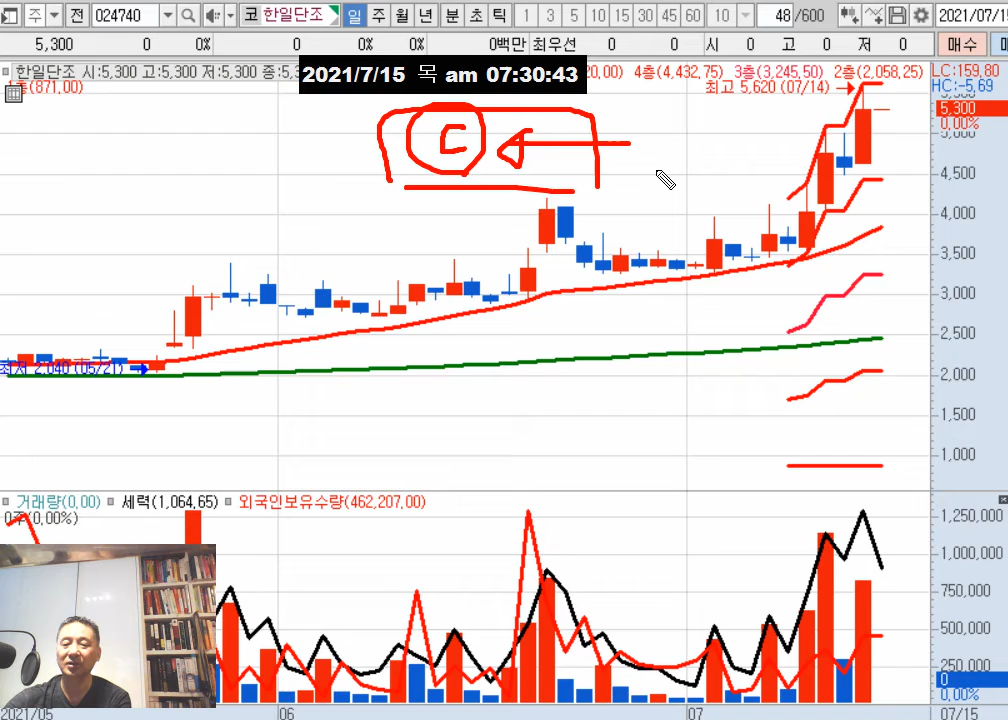 주 전 024740 코 한일단조 일 주 월 년 분 초 틱 1 3 5 10 15 30 45 60 10 48 /600 2021/07/15
5,300 0 0% 0 0% 0% 0백만 최우선 0 0 시 0 고 0 저 0 매수
한일단조 시:5,300 고:5,300 저:5,300 종:5,3 4층(4,432,75) 3층(3,245,50) 2층(2,058,25) LC:159,80
2021/7/15 목 am 07:30:43
층(871,00) 최고 5,620 (07/14) HC:-5,69
C
5,300
0,00%
5,000
4,500
4,000
3,500
3,000
2,500
최저 2,040 (05/21) 2,000
1,500
1,000
거래량(0,00) 세력(1,064,65) 외국인보유수량(462,207,00)
0주(0,00%) 1,250,000
1,000,000
750,000
500,000
250,000
0
0,00%
2021/05 06 07 07/15